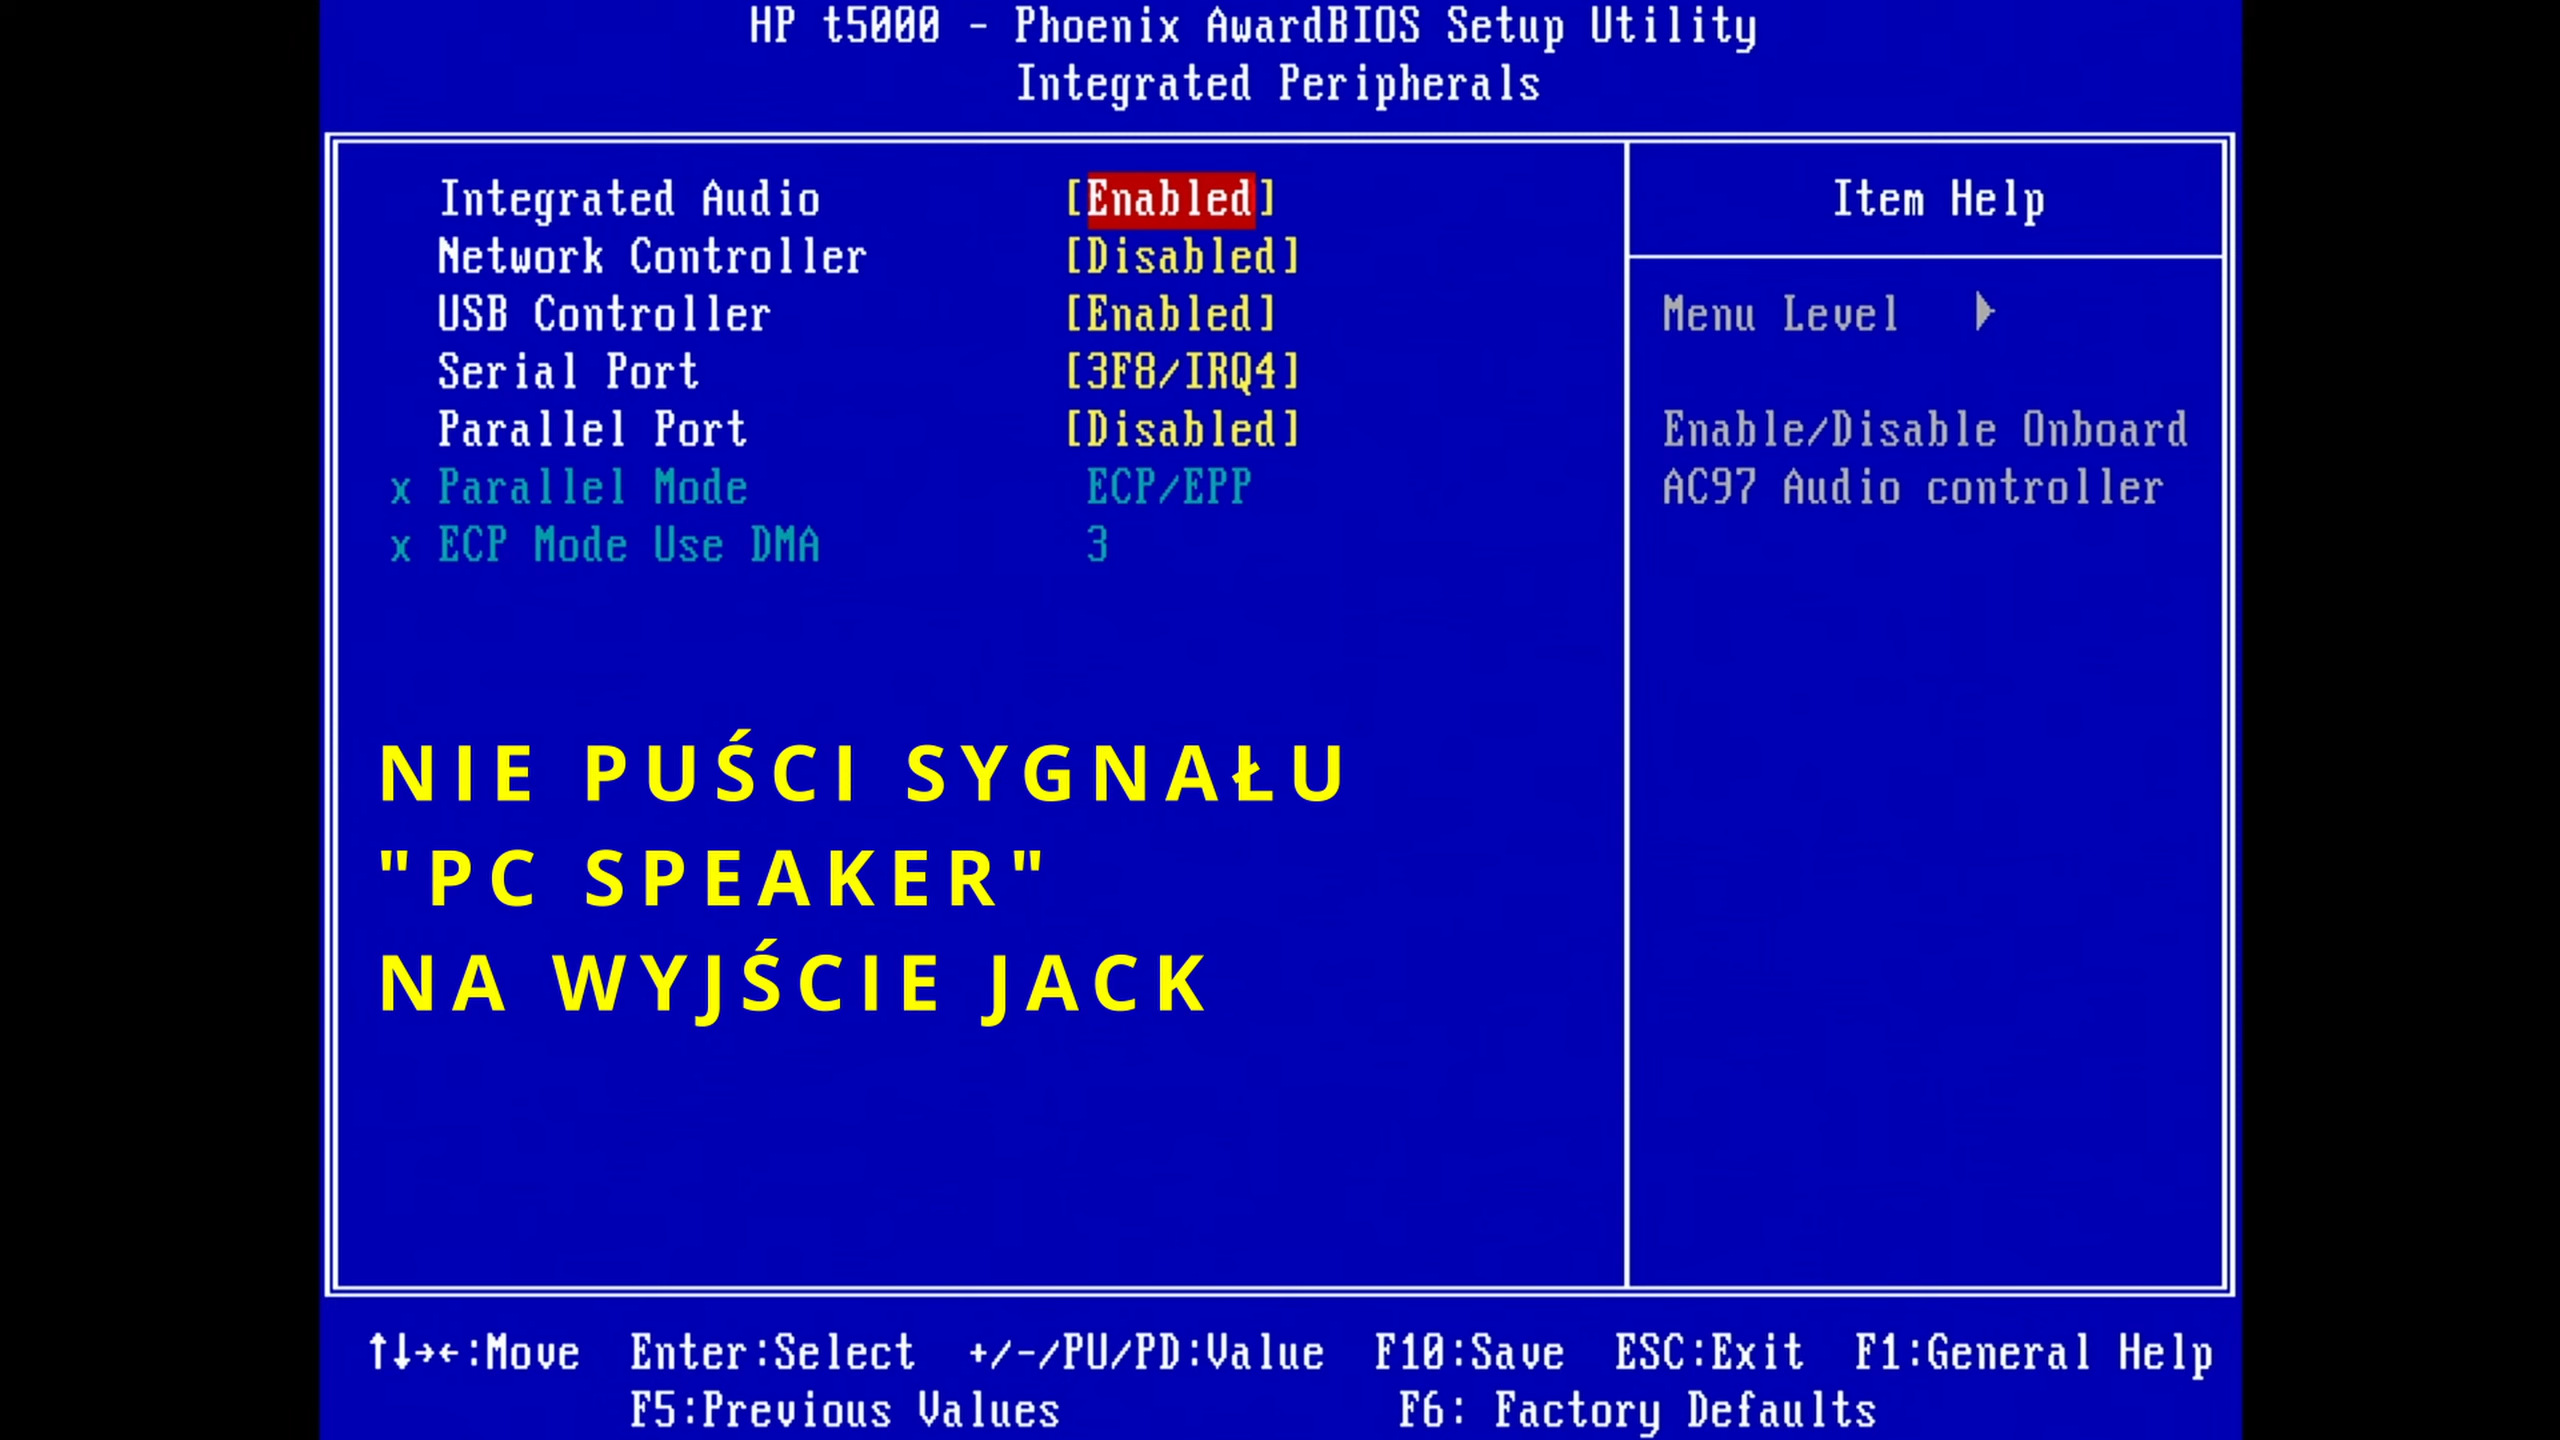 HP t5000 - Phoenix AwardBIOS Setup Utility
Integrated Peripherals
Integrated Audio [Enabled]
Network Controller [Disabled]
USB Controller [Enabled]
Serial Port [3F8/IRQ4]
Parallel Port [Disabled]
x Parallel Mode ECP/EPP
x ECP Mode Use DMA 3
Item Help
Menu Level ▶
Enable/Disable Onboard
AC97 Audio controller
NIE PUŚCI SYGNAŁU
"PC SPEAKER"
NA WYJŚCIE JACK
↑↓→←:Move Enter:Select +/-/PU/PD:Value F10:Save ESC:Exit F1:General Help
F5:Previous Values F6: Factory Defaults